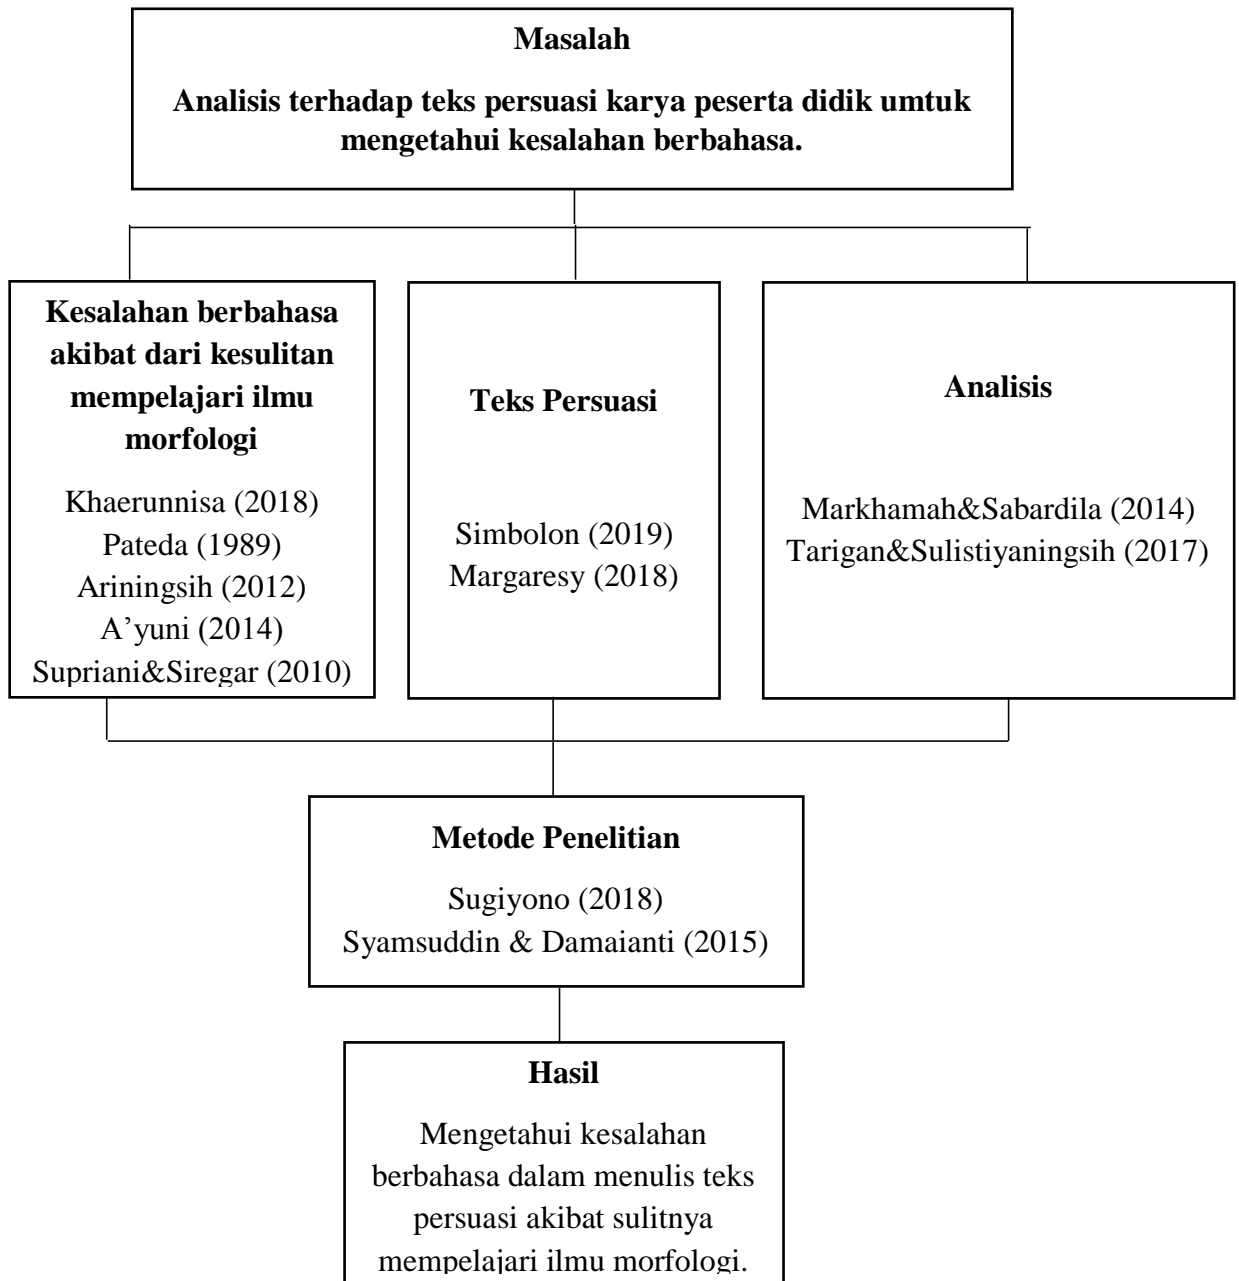 Masalah
Analisis terhadap teks persuasi karya peserta didik umtuk
mengetahui kesalahan berbahasa.
Kesalahan berbahasa
akibat dari kesulitan
mempelajari ilmu
morfologi
Khaerunnisa (2018)
Pateda (1989)
Ariningsih (2012)
A’yuni (2014)
Supriani&Siregar (2010)
Teks Persuasi
Simbolon (2019)
Margaresy (2018)
Analisis
Markhamah&Sabardila (2014)
Tarigan&Sulistiyaningsih (2017)
Metode Penelitian
Sugiyono (2018)
Syamsuddin & Damaianti (2015)
Hasil
Mengetahui kesalahan
berbahasa dalam menulis teks
persuasi akibat sulitnya
mempelajari ilmu morfologi.